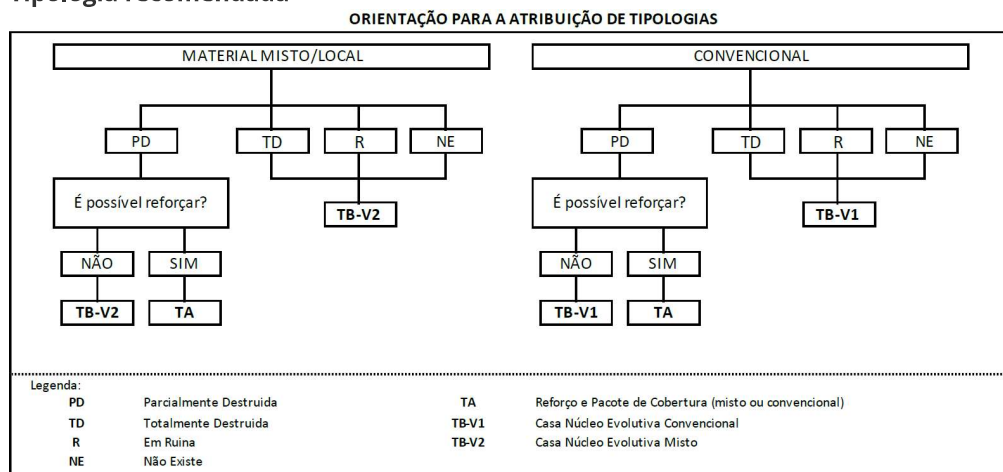 Tipologia recomendada
ORIENTAÇÃO PARA A ATRIBUIÇÃO DE TIPOLOGIAS
MATERIAL MISTO/LOCAL
PD TD R NE
É possível reforçar?
TB-V2
NÃO SIM
TB-V2 TA
CONVENCIONAL
PD TD R NE
É possível reforçar?
TB-V1
NÃO SIM
TB-V1 TA
Legenda:
PD Parcialmente Destruida
TD Totalmente Destruida
R Em Ruina
NE Não Existe
TA Reforço e Pacote de Cobertura (misto ou convencional)
TB-V1 Casa Núcleo Evolutiva Convencional
TB-V2 Casa Núcleo Evolutiva Misto